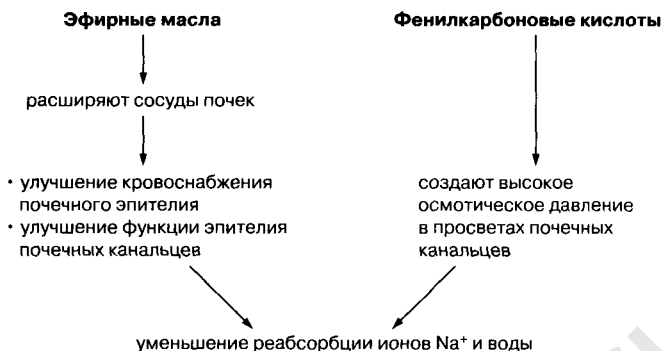 Эфирные масла
расширяют сосуды почек
• улучшение кровоснабжения
почечного эпителия
• улучшение функции эпителия
почечных канальцев
Фенилкарбоновые кислоты
создают высокое
осмотическое давление
в просветах почечных
канальцев
уменьшение реабсорбции ионов Na⁺ и воды